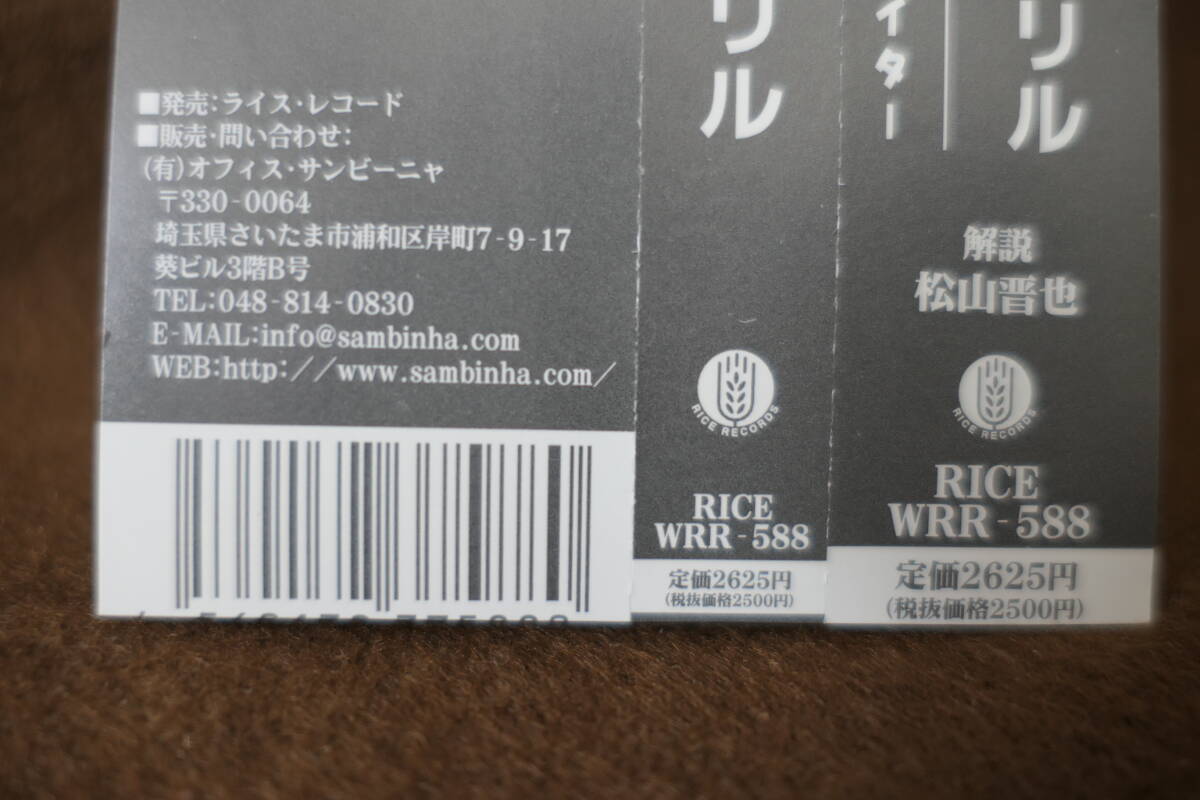 ■発売:ライス・レコード
■販売・問い合わせ:
(有)オフィス・サンビーニャ
〒330-0064
埼玉県さいたま市浦和区岸町7-9-17
葵ビル3階B号
TEL:048-814-0830
E-MAIL:info@sambinha.com
WEB:http://www.sambinha.com/
リル
RICE RECORDS
RICE
WRR-588
定価2625円
(税抜価格2500円)
イター
リル
解説
松山晋也
RICE RECORDS
RICE
WRR-588
定価2625円
(税抜価格2500円)